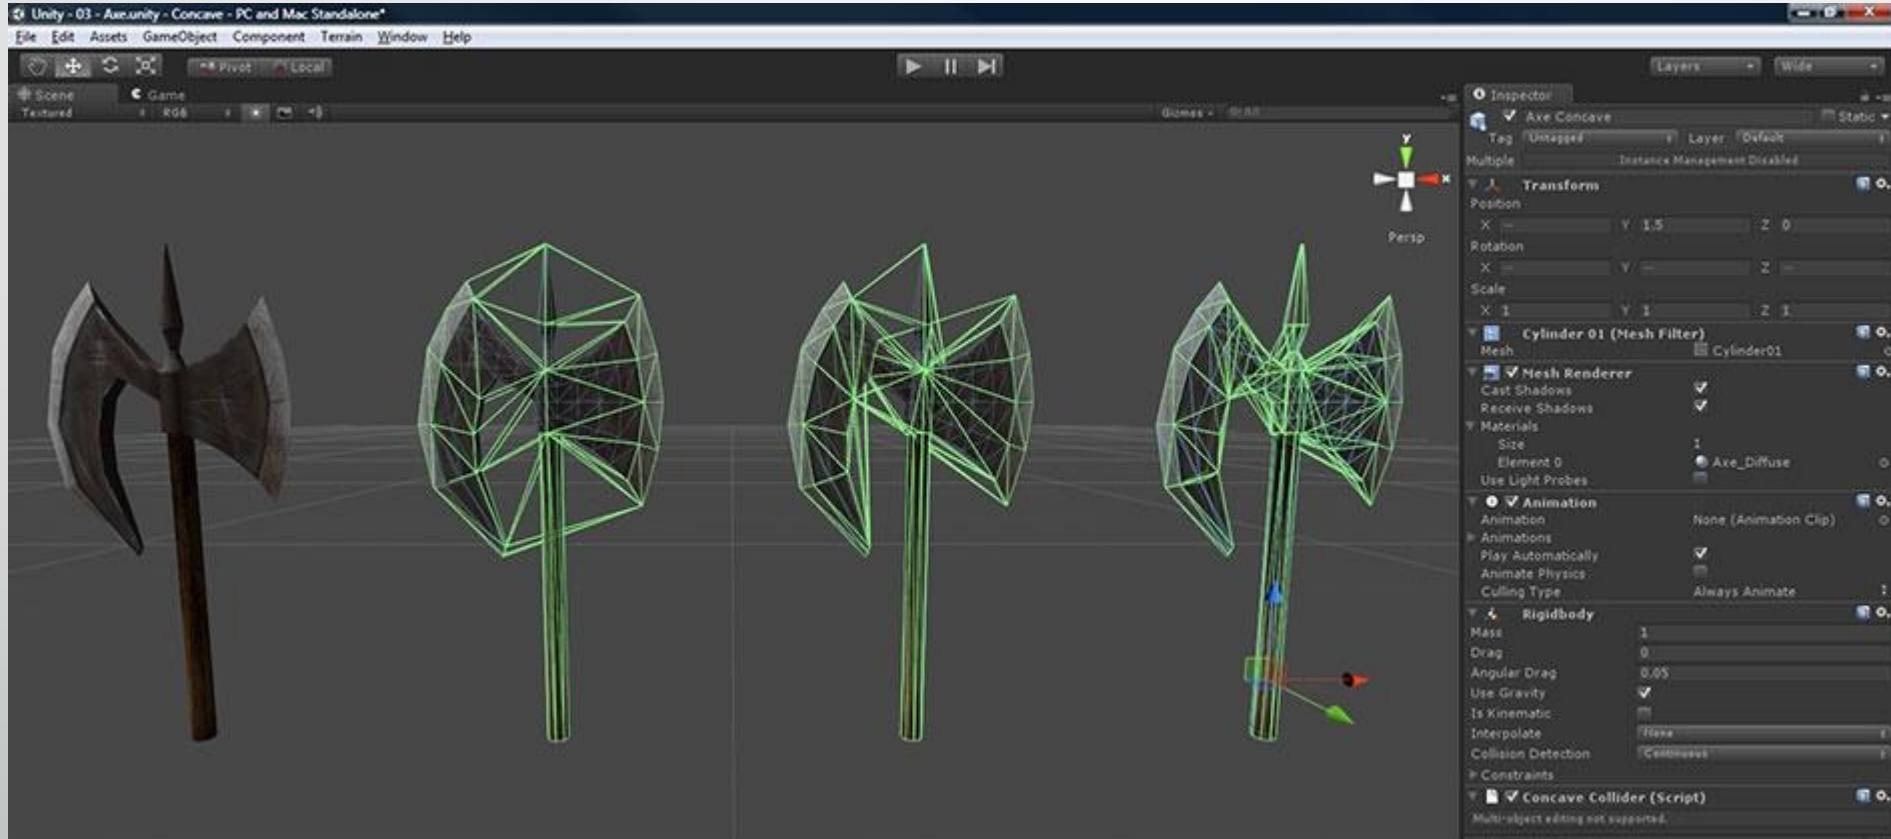 Unity - 03 - Axe.unity - Concave - PC and Mac Standalone*
File Edit Assets GameObject Component Terrain Window Help
Pivot Local Layers Wide
Scene Game
Textured RGB Gizmos
y
x
Persp
Inspector
Axe Concave Static
Tag Untagged Layer Default
Multiple Instance Management Disabled
Transform
Position
X — Y 1.5 Z 0
Rotation
X — Y — Z —
Scale
X 1 Y 1 Z 1
Cylinder 01 (Mesh Filter)
Mesh Cylinder01
Mesh Renderer
Cast Shadows
Receive Shadows
Materials
Size 1
Element 0 Axe_Diffuse
Use Light Probes
Animation
Animation None (Animation Clip)
Animations
Play Automatically
Animate Physics
Culling Type Always Animate
Rigidbody
Mass 1
Drag 0
Angular Drag 0.05
Use Gravity
Is Kinematic
Interpolate None
Collision Detection Continuous
Constraints
Concave Collider (Script)
Multi-object editing not supported.